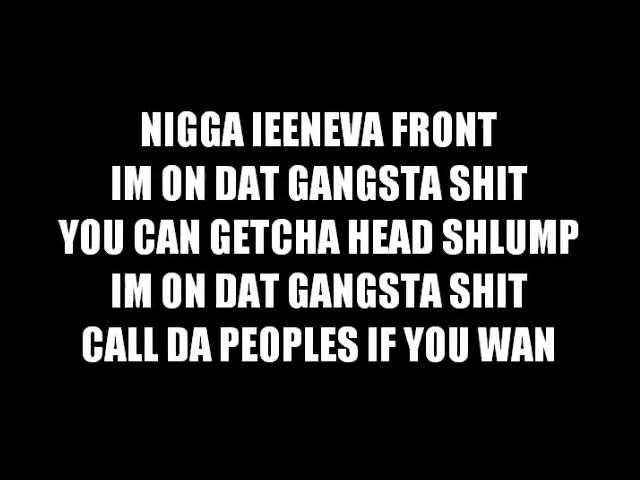 NIGGA IEENEVA FRONT
IM ON DAT GANGSTA SHIT
YOU CAN GETCHA HEAD SHLUMP
IM ON DAT GANGSTA SHIT
CALL DA PEOPLES IF YOU WAN